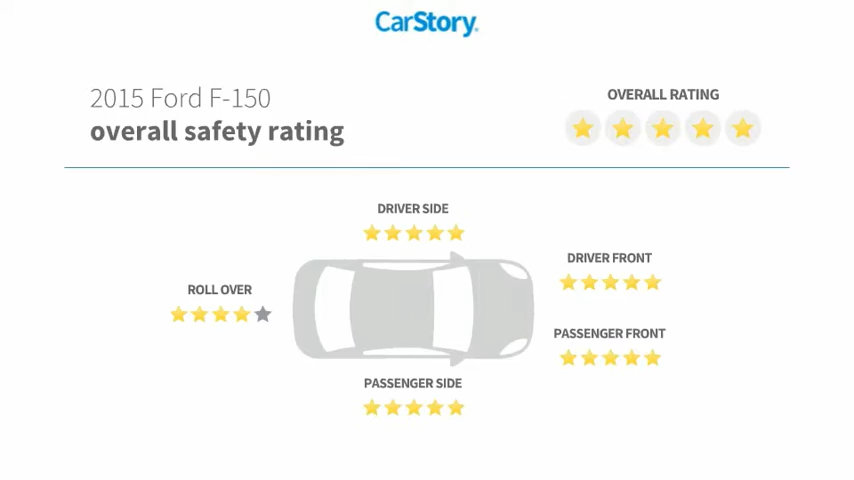 CarStory.
2015 Ford F-150
overall safety rating
OVERALL RATING
DRIVER SIDE
DRIVER FRONT
ROLL OVER
PASSENGER FRONT
PASSENGER SIDE